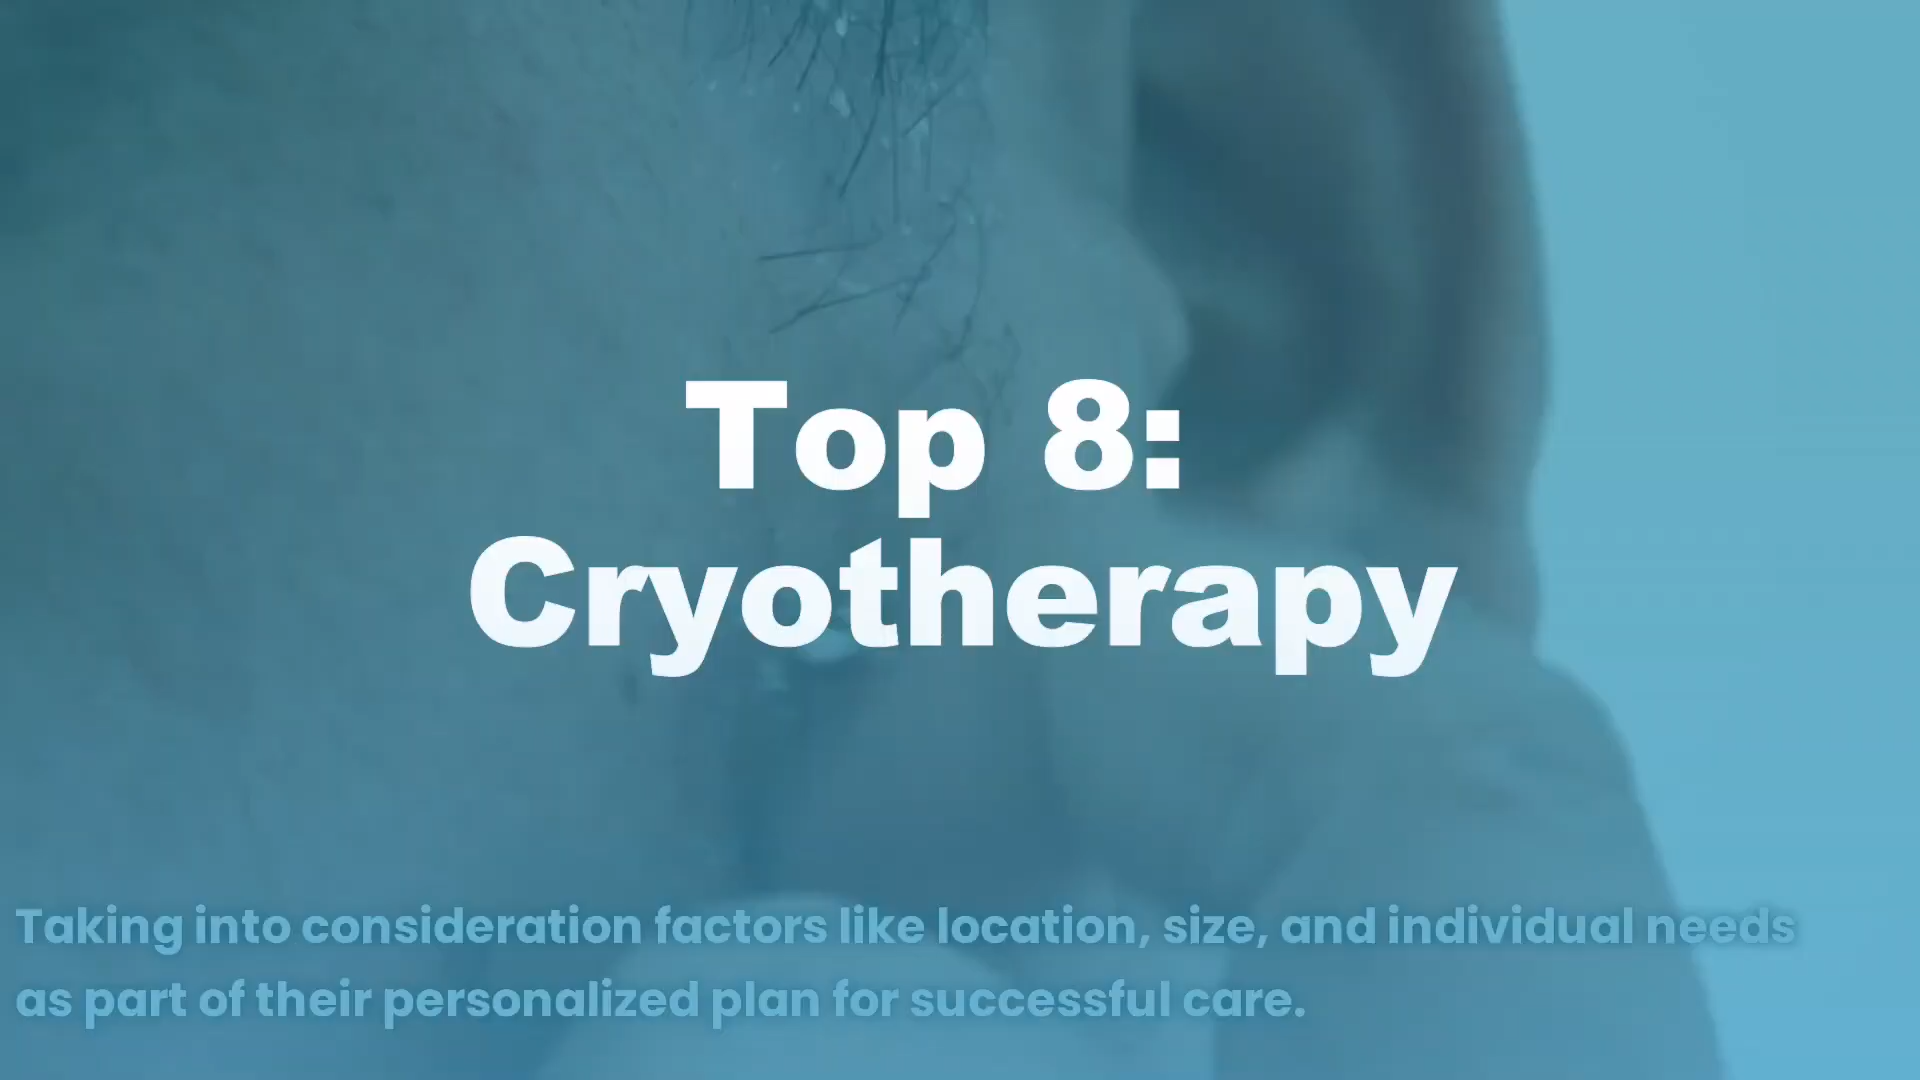 Top 8:
Cryotherapy
Taking into consideration factors like location, size, and individual needs
as part of their personalized plan for successful care.